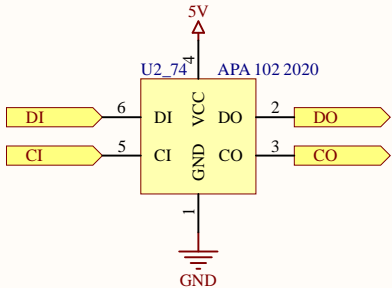 5V
4
U2_74 APA 102 2020
DI 6 DI VCC DO 2 DO
CI 5 CI GND CO 3 CO
1
GND